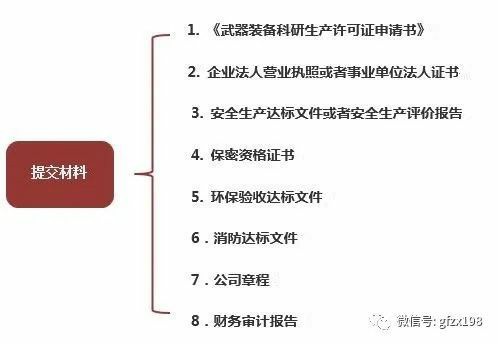 提交材料
1. 《武器装备科研生产许可证申请书》
2. 企业法人营业执照或者事业单位法人证书
3. 安全生产达标文件或者安全生产评价报告
4. 保密资格证书
5. 环保验收达标文件
6．消防达标文件
7．公司章程
8．财务审计报告
微信号: gfzx198